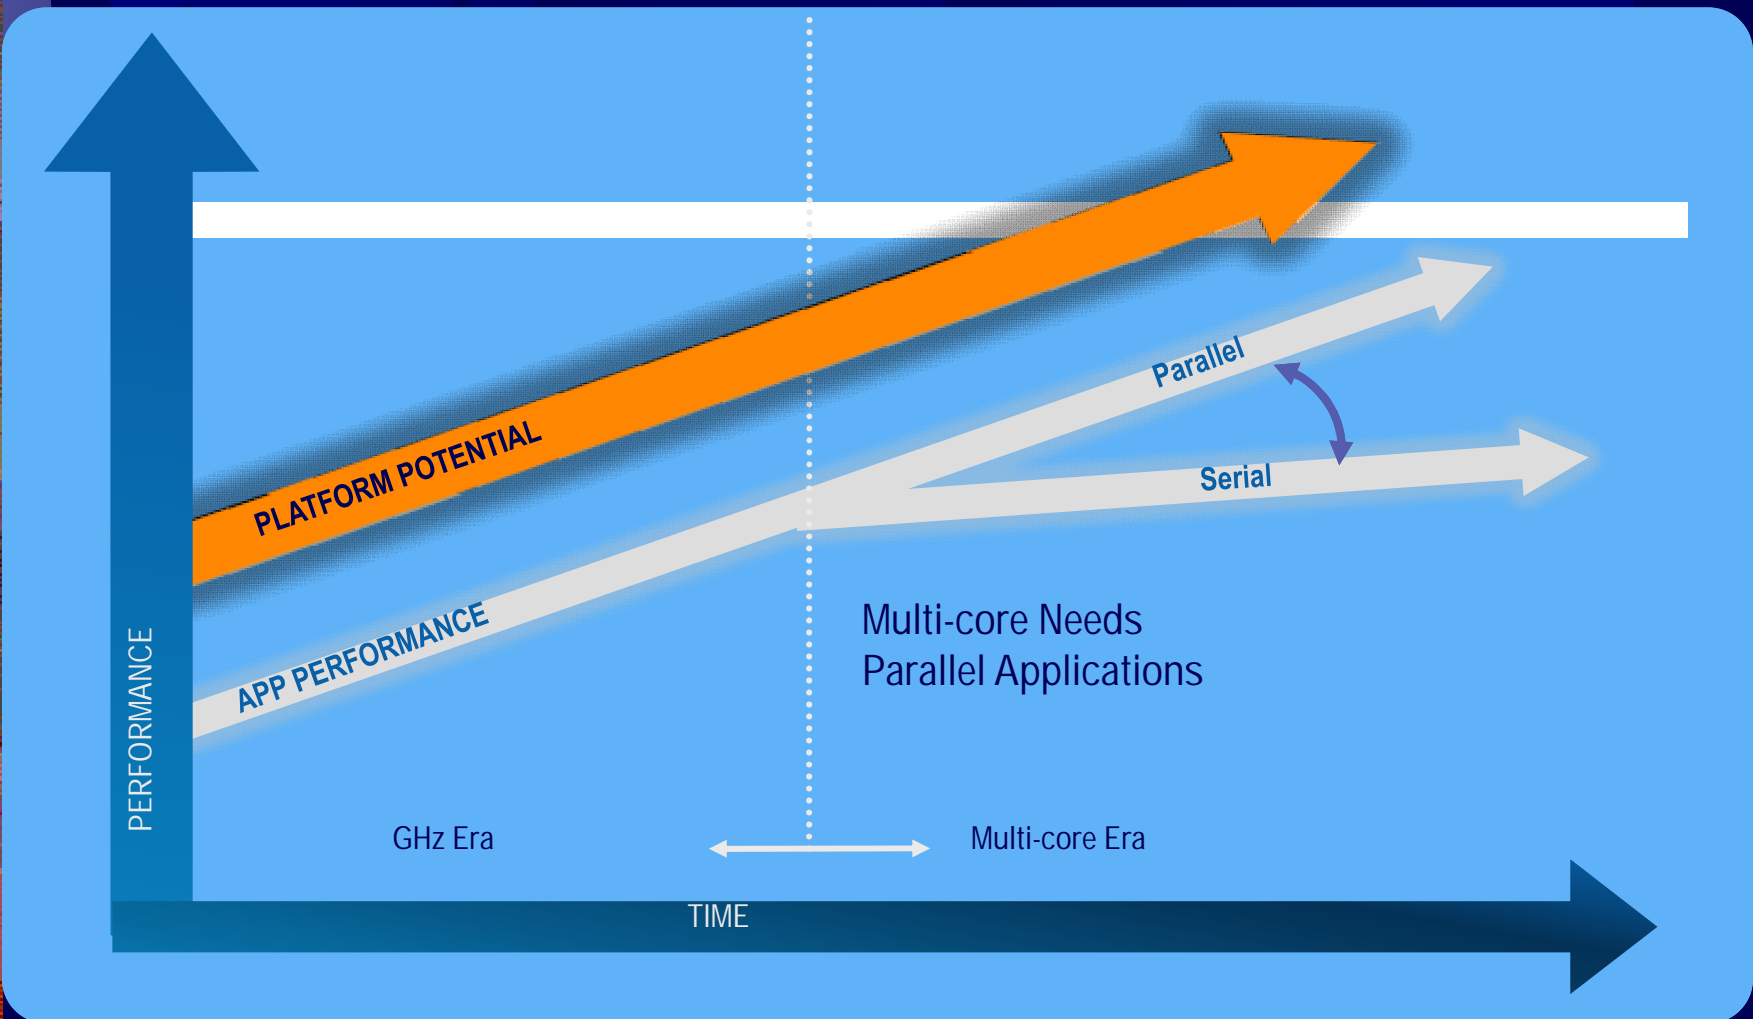 Parallel
PLATFORM POTENTIAL
Serial
APP PERFORMANCE
Multi-core Needs
Parallel Applications
PERFORMANCE
GHz Era
Multi-core Era
TIME